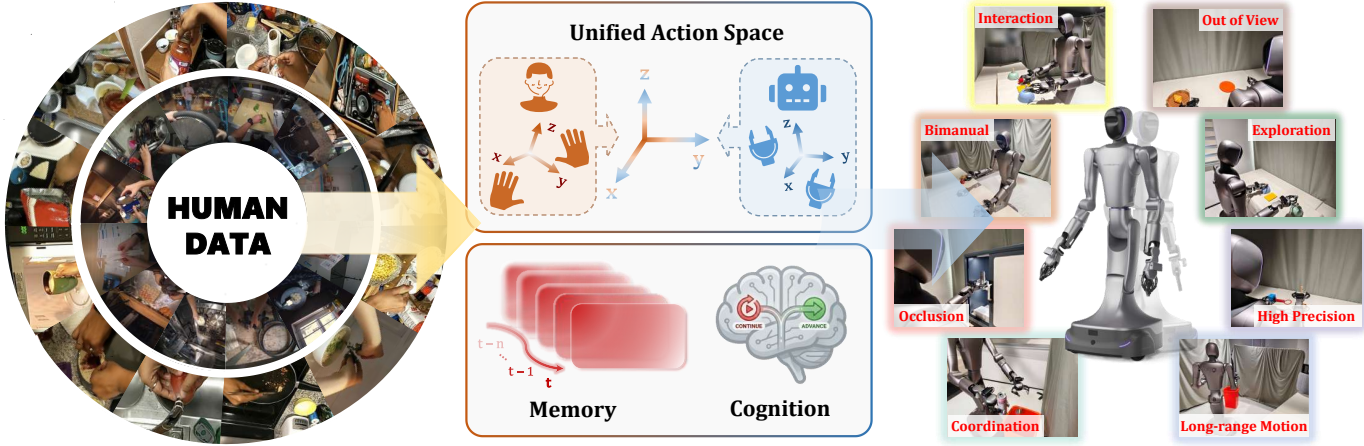 HUMAN
DATA
Unified Action Space
z
x
y
z
x
y
z
y
x
t-n
t-1
t
Memory
CONTINUE
ADVANCE
Cognition
Interaction
Out of View
Bimanual
Exploration
Occlusion
High Precision
Coordination
Long-range Motion